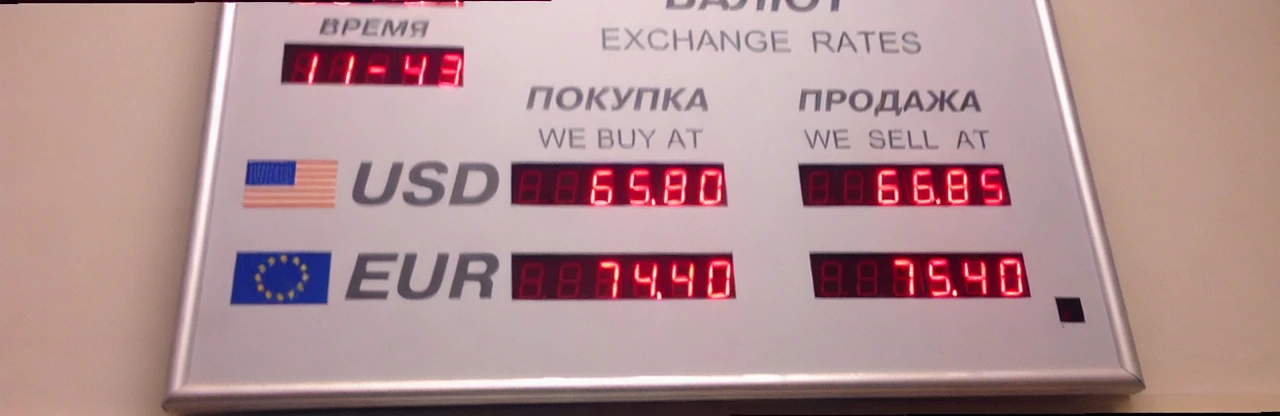 ВРЕМЯ
11-43
ВАЛЮТ
EXCHANGE RATES
ПОКУПКА ПРОДАЖА
WE BUY AT WE SELL AT
USD 65.80 66.85
EUR 74.40 75.40